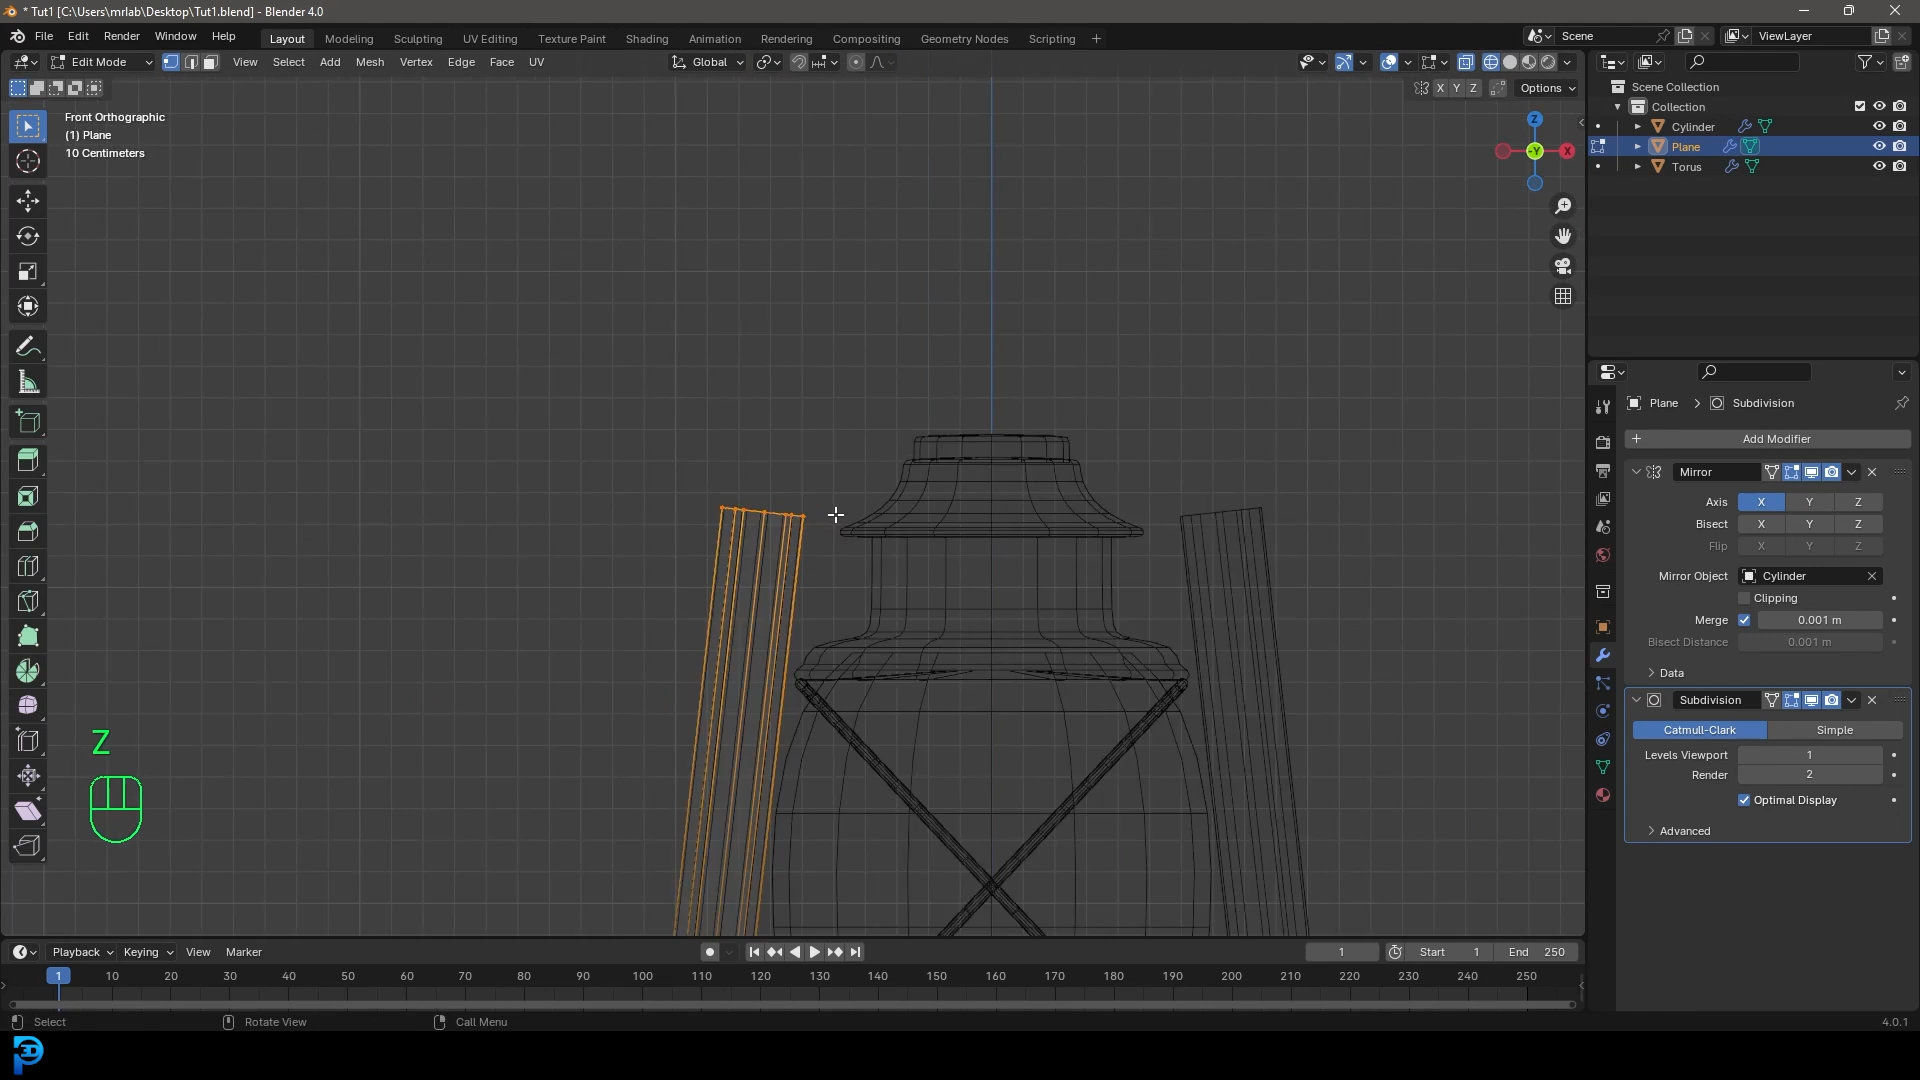 * Tut1 [C:\Users\mrlab\Desktop\Tut1.blend] - Blender 4.0
File Edit Render Window Help
Layout Modeling Sculpting UV Editing Texture Paint Shading Animation Rendering Compositing Geometry Nodes Scripting +
Scene ViewLayer
Edit Mode View Select Add Mesh Vertex Edge Face UV Global
X Y Z Options
Front Orthographic
(1) Plane
10 Centimeters
Z
-Y X
Scene Collection
Collection
Cylinder
Plane
Torus
Plane > Subdivision
+ Add Modifier
Mirror
Axis X Y Z
Bisect X Y Z
Flip X Y Z
Mirror Object Cylinder
Clipping
Merge 0.001 m
Bisect Distance 0.001 m
Data
Subdivision
Catmull-Clark Simple
Levels Viewport 1
Render 2
Optimal Display
Advanced
Z
Playback Keying View Marker 1 Start 1 End 250
1 10 20 30 40 50 60 70 80 90 100 110 120 130 140 150 160 170 180 190 200 210 220 230 240 250
Select Rotate View Call Menu 4.0.1
3D